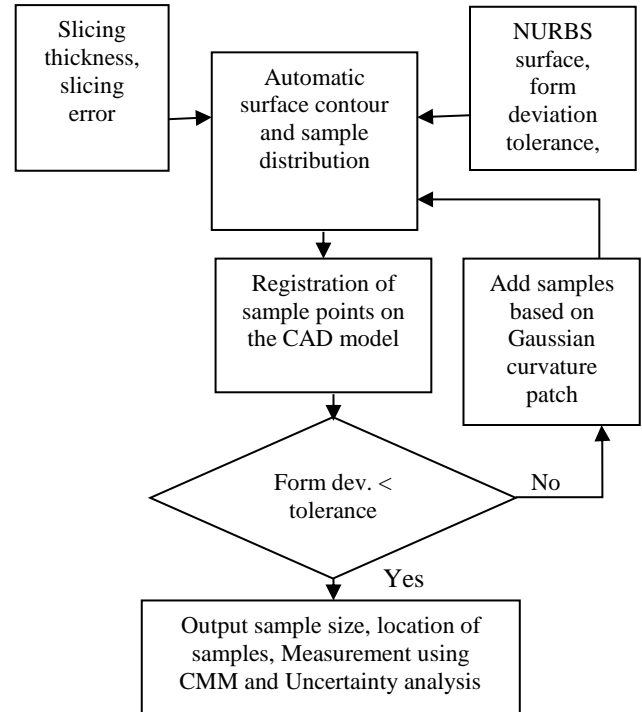 Slicing
thickness,
slicing
error
Automatic
surface contour
and sample
distribution
NURBS
surface,
form
deviation
tolerance,
Registration of
sample points on
the CAD model
Add samples
based on
Gaussian
curvature
patch
Form dev. <
tolerance
No
Yes
Output sample size, location of
samples, Measurement using
CMM and Uncertainty analysis